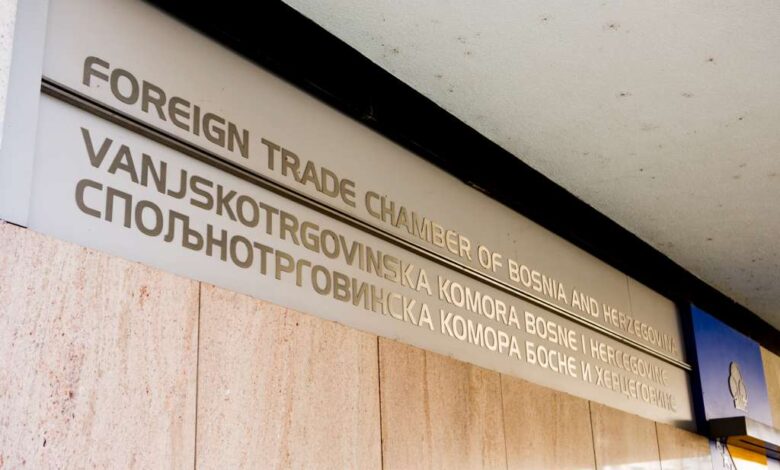 FOREIGN TRADE CHAMBER OF BOSNIA AND HERZEGOVINA
VANJSKOTRGOVINSKA KOMORA BOSNE I HERCEGOVINE
СПОЉНОТРГОВИНСКА КОМОРА БОСНЕ И ХЕРЦЕГОВИНЕ